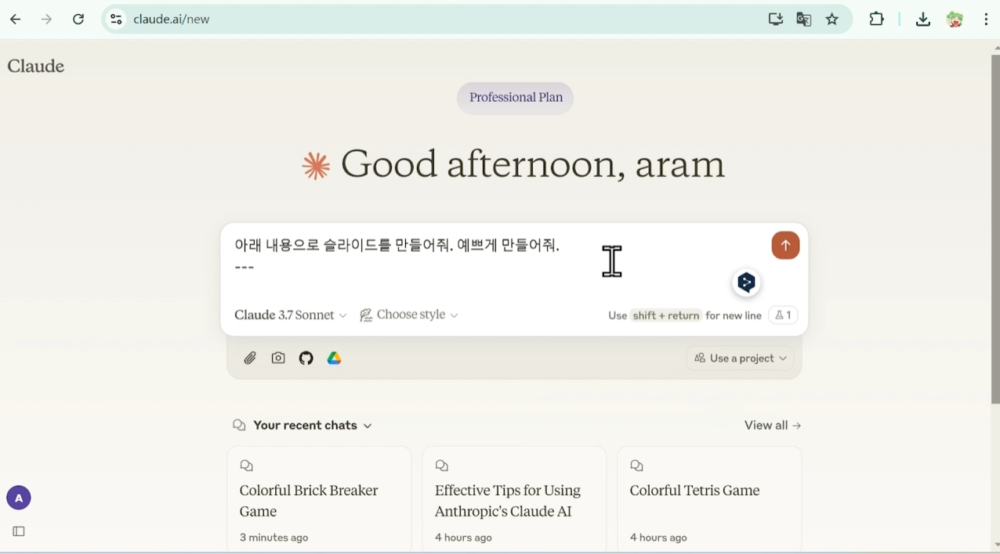 claude.ai/new
Claude
Professional Plan
Good afternoon, aram
아래 내용으로 슬라이드를 만들어줘. 예쁘게 만들어줘.
---
Claude 3.7 Sonnet
Choose style
Use shift + return for new line
1
Use a project
Your recent chats
View all →
Colorful Brick Breaker Game
3 minutes ago
Effective Tips for Using Anthropic's Claude AI
4 hours ago
Colorful Tetris Game
4 hours ago
A